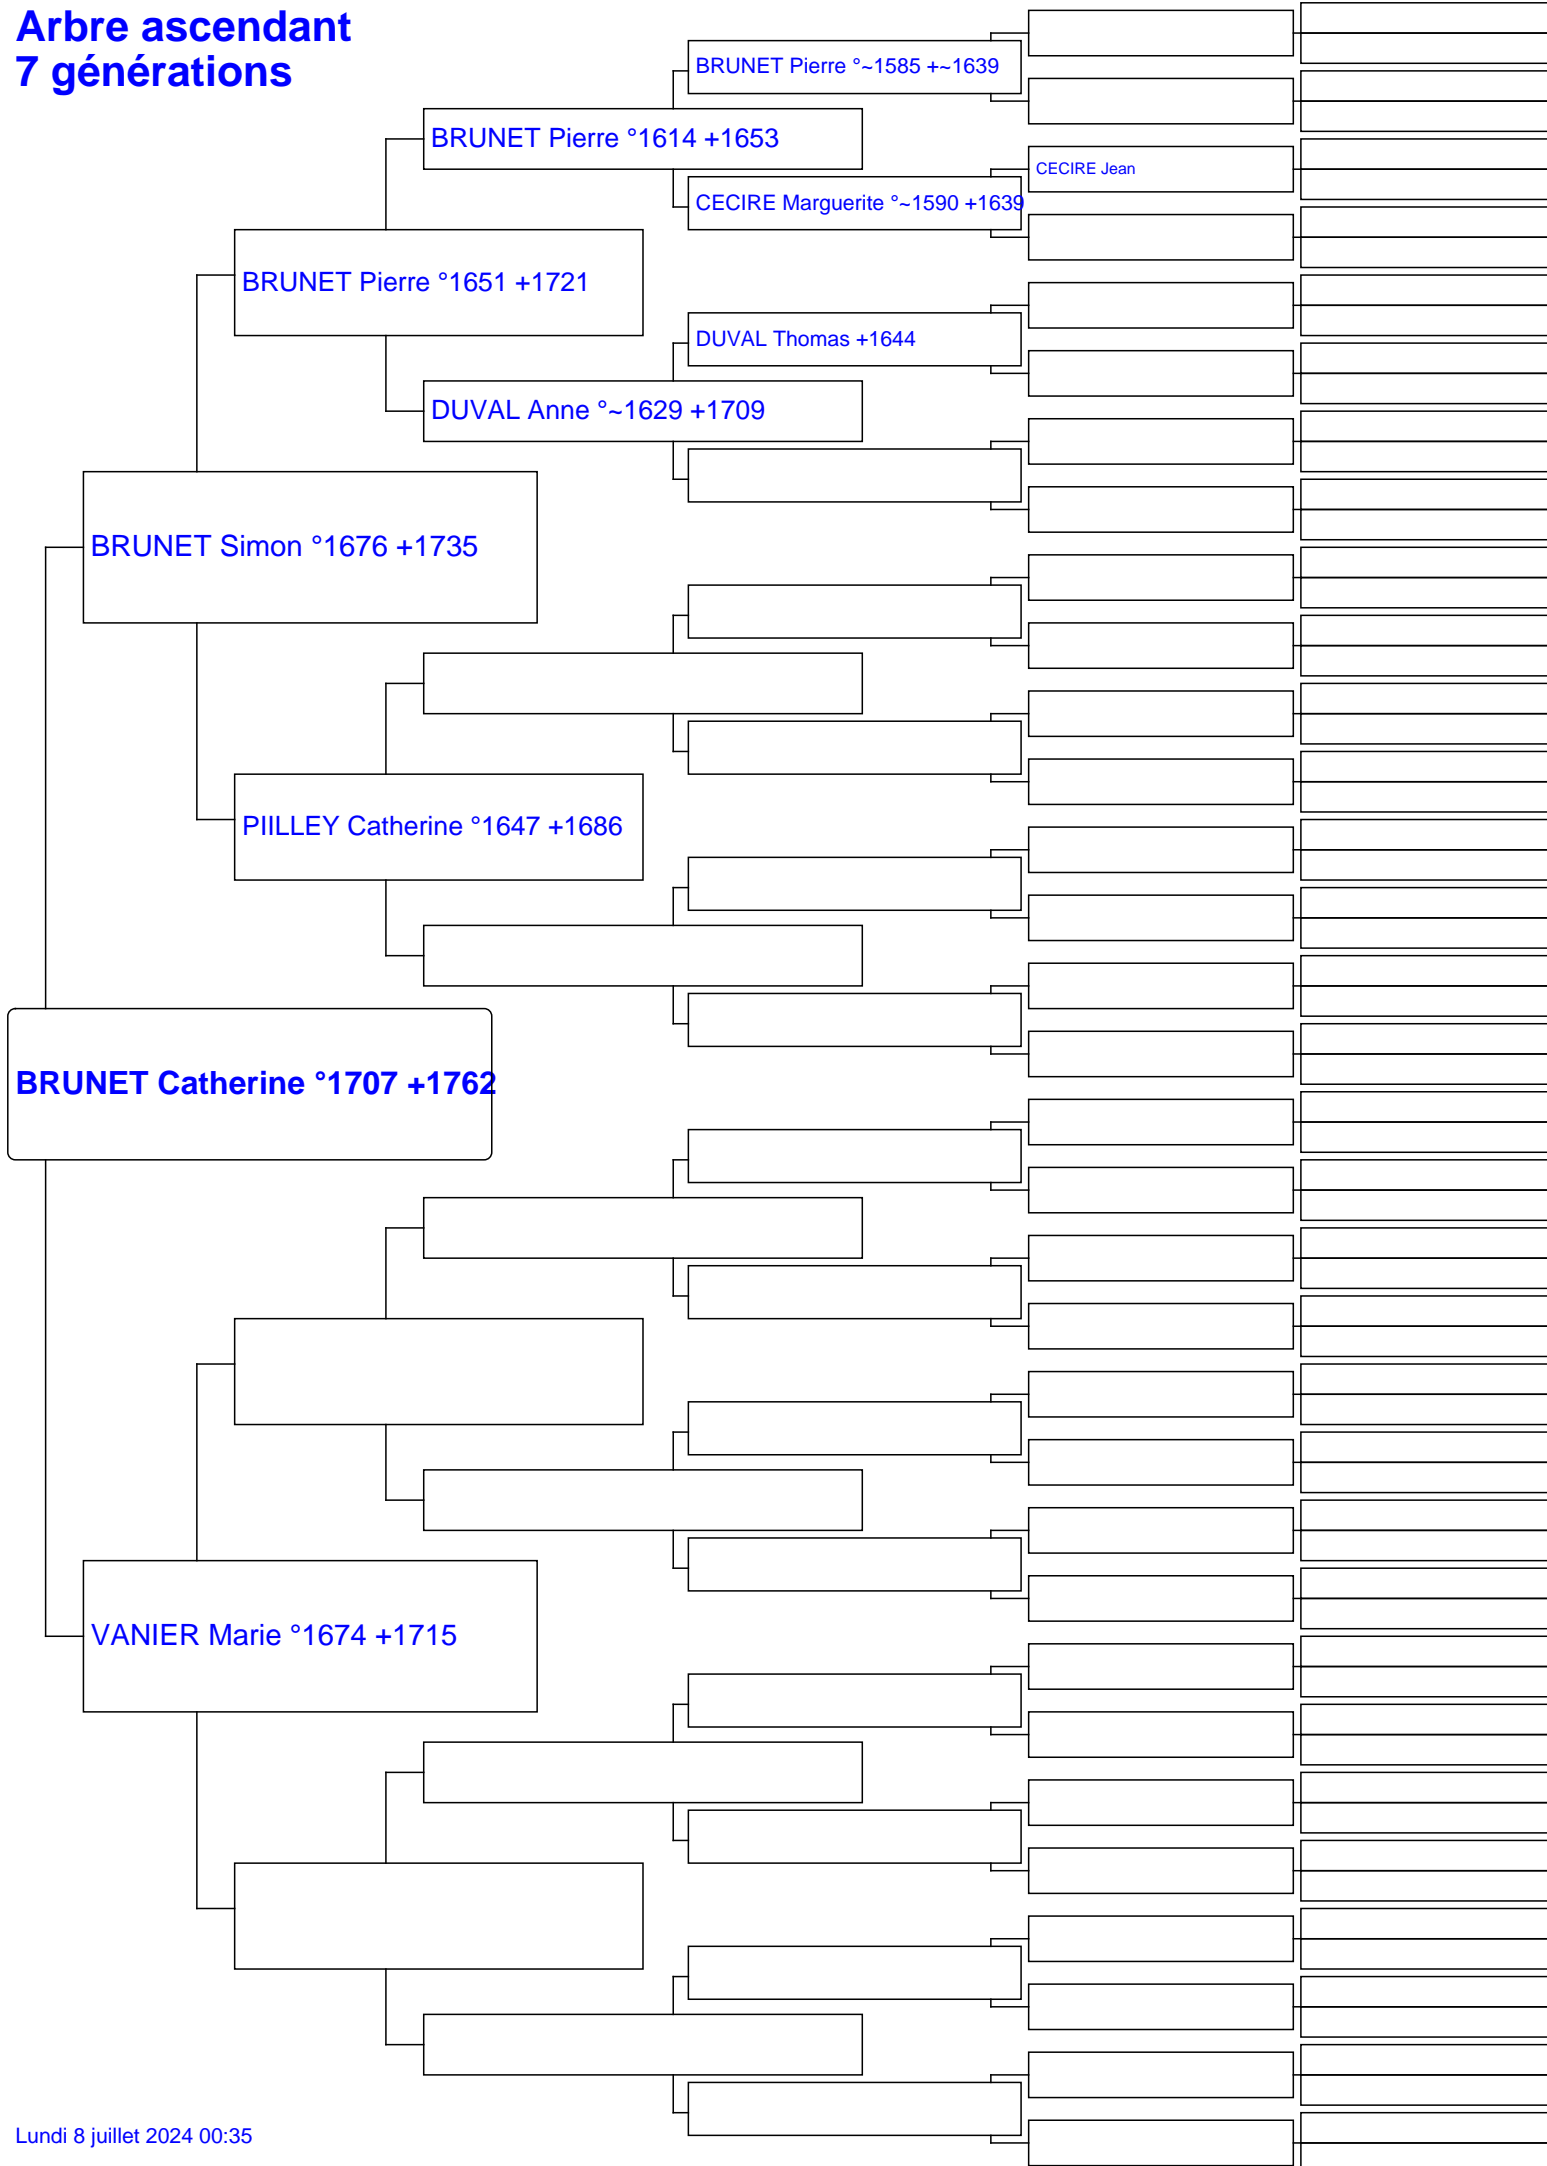 Arbre ascendant
7 générations
BRUNET Pierre °~1585 +~1639
BRUNET Pierre °1614 +1653
CECIRE Jean
CECIRE Marguerite °~1590 +1639
BRUNET Pierre °1651 +1721
DUVAL Thomas +1644
DUVAL Anne °~1629 +1709
BRUNET Simon °1676 +1735
PIILLEY Catherine °1647 +1686
BRUNET Catherine °1707 +1762
VANIER Marie °1674 +1715
Lundi 8 juillet 2024 00:35